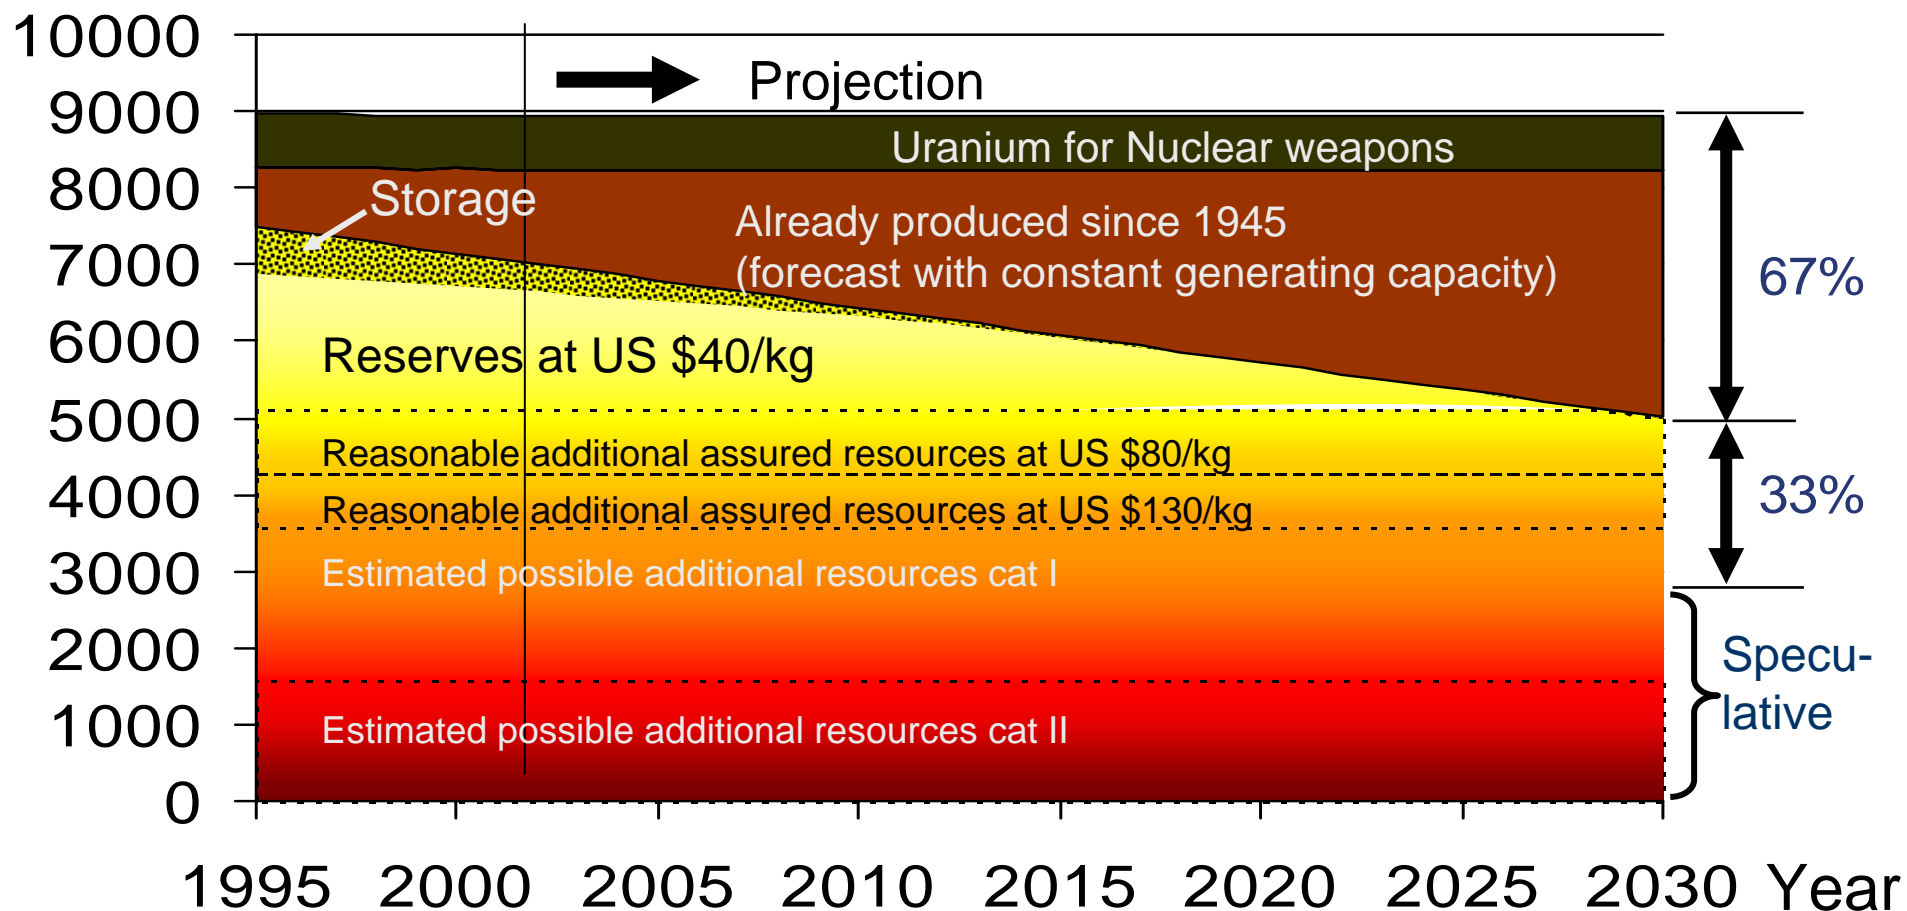 10000
9000
8000
7000
6000
5000
4000
3000
2000
1000
0
Projection
Uranium for Nuclear weapons
Storage
Already produced since 1945
(forecast with constant generating capacity)
Reserves at US $40/kg
Reasonable additional assured resources at US $80/kg
Reasonable additional assured resources at US $130/kg
Estimated possible additional resources cat I
Estimated possible additional resources cat II
67%
33%
Specu-
lative
1995 2000 2005 2010 2015 2020 2025 2030 Year